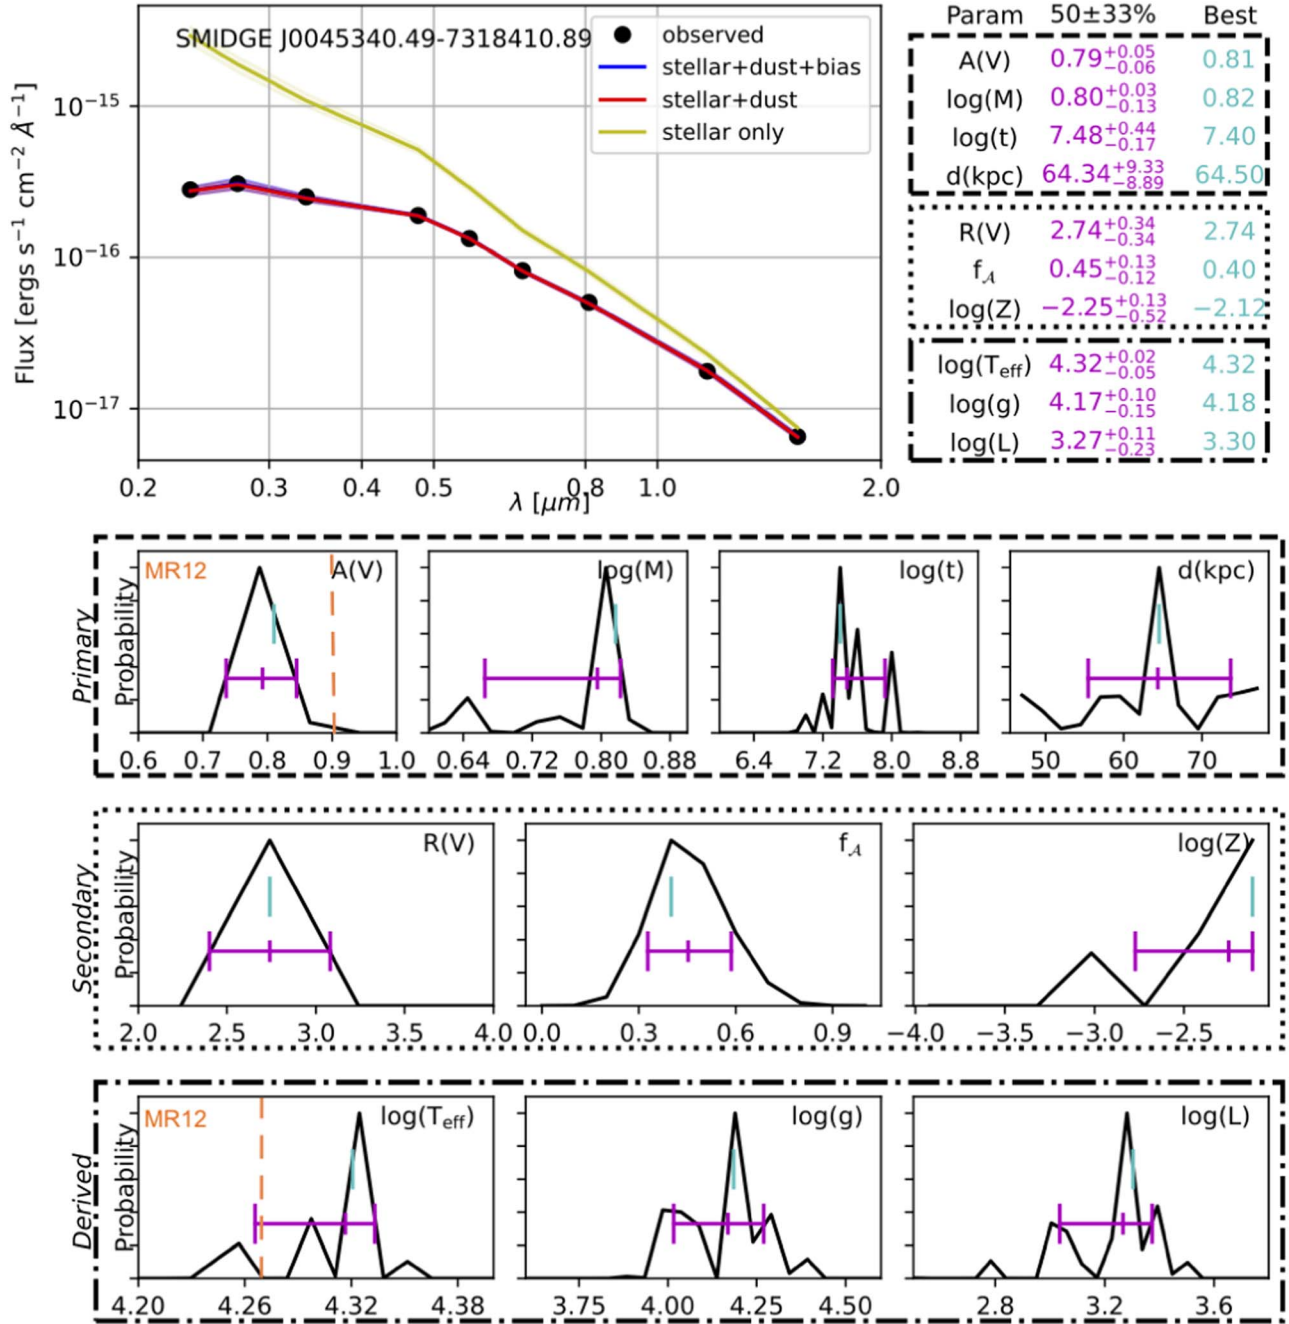 SMIDGE J0045340.49-7318410.89
observed
stellar+dust+bias
stellar+dust
stellar only
Flux [ergs s⁻¹ cm⁻² Å⁻¹]
10⁻¹⁵
10⁻¹⁶
10⁻¹⁷
0.2 0.3 0.4 0.5 0.8 1.0 2.0
λ [μm]
Param 50±33% Best
A(V) 0.79 +0.05 −0.06 0.81
log(M) 0.80 +0.03 −0.13 0.82
log(t) 7.48 +0.44 −0.17 7.40
d(kpc) 64.34 +9.33 −8.89 64.50
R(V) 2.74 +0.34 −0.34 2.74
f𝒜 0.45 +0.13 −0.12 0.40
log(Z) −2.25 +0.13 −0.52 −2.12
log(T_eff) 4.32 +0.02 −0.05 4.32
log(g) 4.17 +0.10 −0.15 4.18
log(L) 3.27 +0.11 −0.23 3.30
Primary
Probability
MR12 A(V)
0.6 0.7 0.8 0.9 1.0
log(M)
0.64 0.72 0.80 0.88
log(t)
6.4 7.2 8.0 8.8
d(kpc)
50 60 70
Secondary
Probability
R(V)
2.0 2.5 3.0 3.5 4.0
f𝒜
0.0 0.3 0.6 0.9
log(Z)
−4.0 −3.5 −3.0 −2.5
Derived
Probability
MR12 log(T_eff)
4.20 4.26 4.32 4.38
log(g)
3.75 4.00 4.25 4.50
log(L)
2.8 3.2 3.6